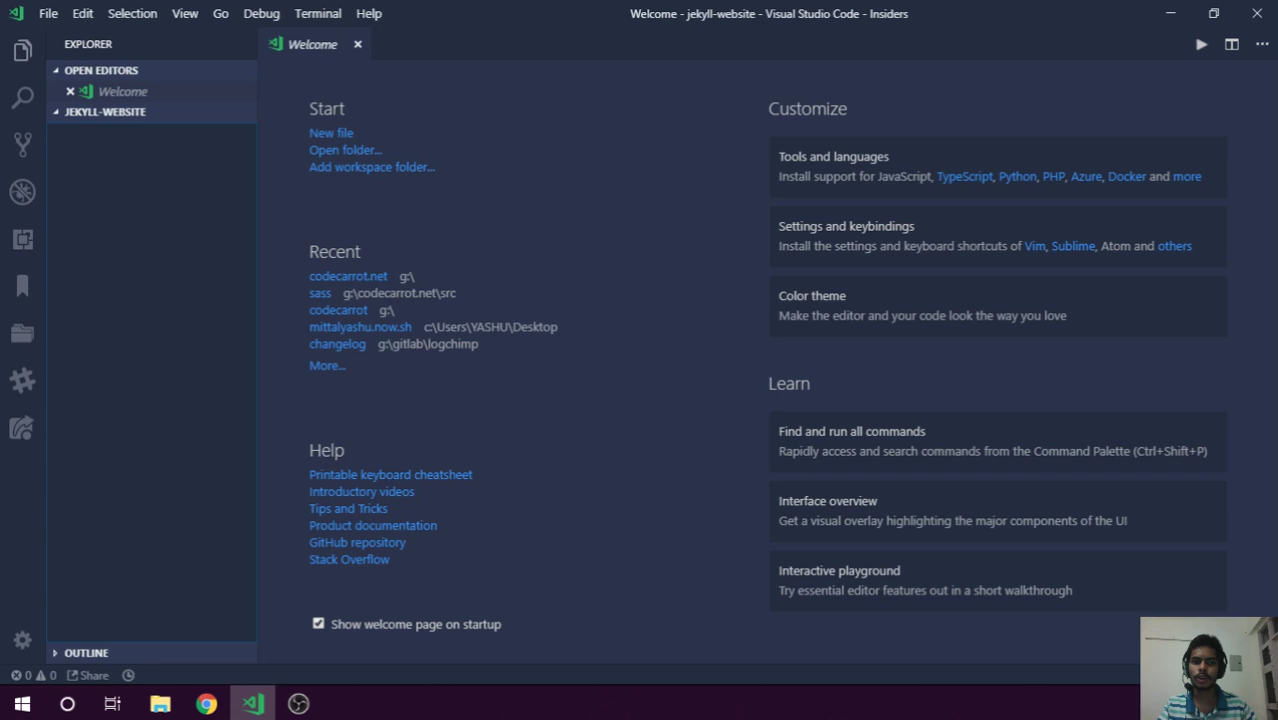 File Edit Selection View Go Debug Terminal Help
Welcome - jekyll-website - Visual Studio Code - Insiders
EXPLORER
OPEN EDITORS
Welcome
JEKYLL-WEBSITE
OUTLINE
Welcome
Start
New file
Open folder...
Add workspace folder...
Recent
codecarrot.net g:\
sass g:\codecarrot.net\src
codecarrot g:\
mittalyashu.now.sh c:\Users\YASHU\Desktop
changelog g:\gitlab\logchimp
More...
Help
Printable keyboard cheatsheet
Introductory videos
Tips and Tricks
Product documentation
GitHub repository
Stack Overflow
Show welcome page on startup
Customize
Tools and languages
Install support for JavaScript, TypeScript, Python, PHP, Azure, Docker and more
Settings and keybindings
Install the settings and keyboard shortcuts of Vim, Sublime, Atom and others
Color theme
Make the editor and your code look the way you love
Learn
Find and run all commands
Rapidly access and search commands from the Command Palette (Ctrl+Shift+P)
Interface overview
Get a visual overlay highlighting the major components of the UI
Interactive playground
Try essential editor features out in a short walkthrough
0 0 Share